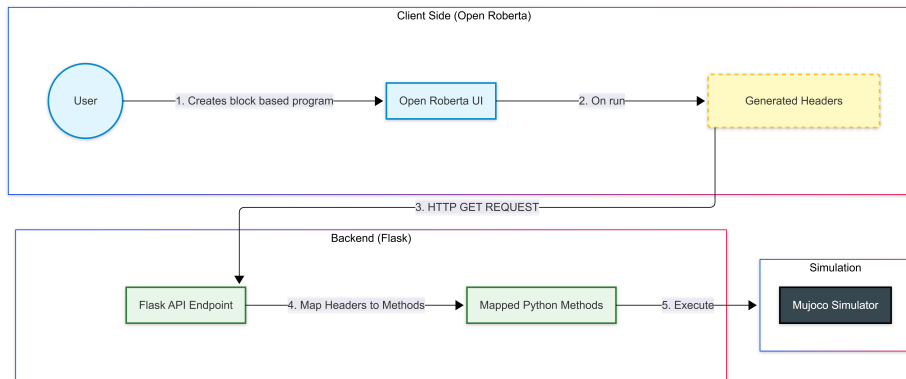 Client Side (Open Roberta)
User
1. Creates block based program
Open Roberta UI
2. On run
Generated Headers
3. HTTP GET REQUEST
Backend (Flask)
Simulation
Flask API Endpoint
4. Map Headers to Methods
Mapped Python Methods
5. Execute
Mujoco Simulator